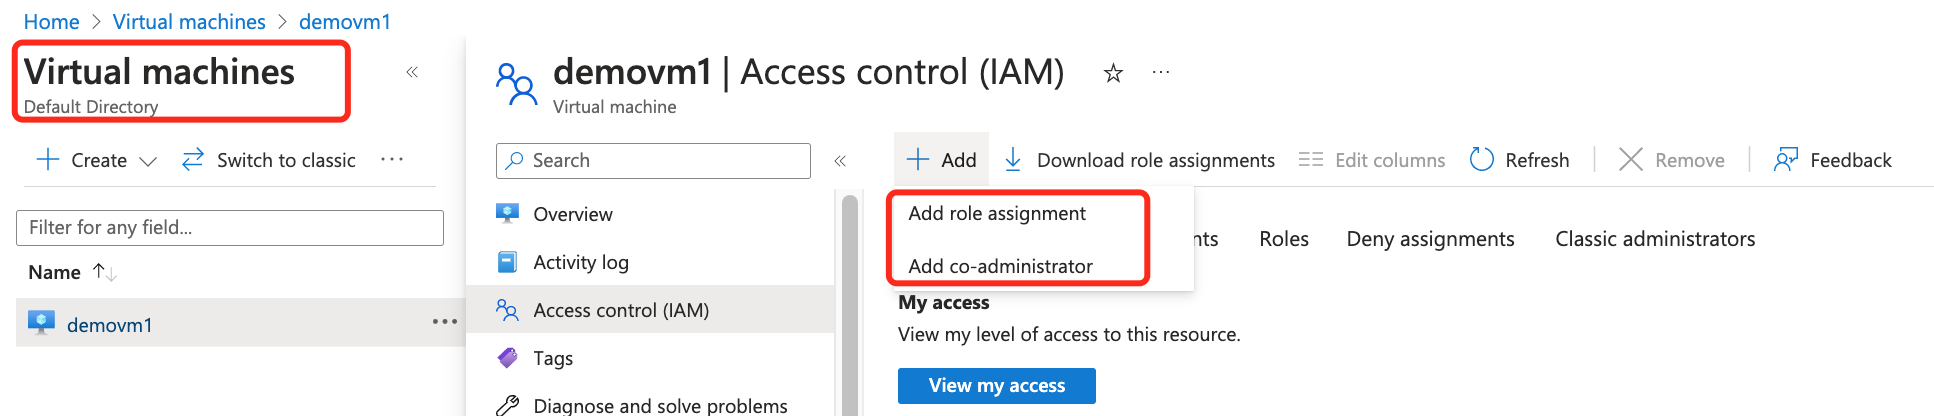 Home > Virtual machines > demovm1
Virtual machines
Default Directory
Create
Switch to classic
Filter for any field...
Name
demovm1
demovm1 | Access control (IAM)
Virtual machine
Search
Overview
Activity log
Access control (IAM)
Tags
Diagnose and solve problems
Add
Download role assignments
Edit columns
Refresh
Remove
Feedback
Add role assignment
Add co-administrator
nts
Roles
Deny assignments
Classic administrators
My access
View my level of access to this resource.
View my access